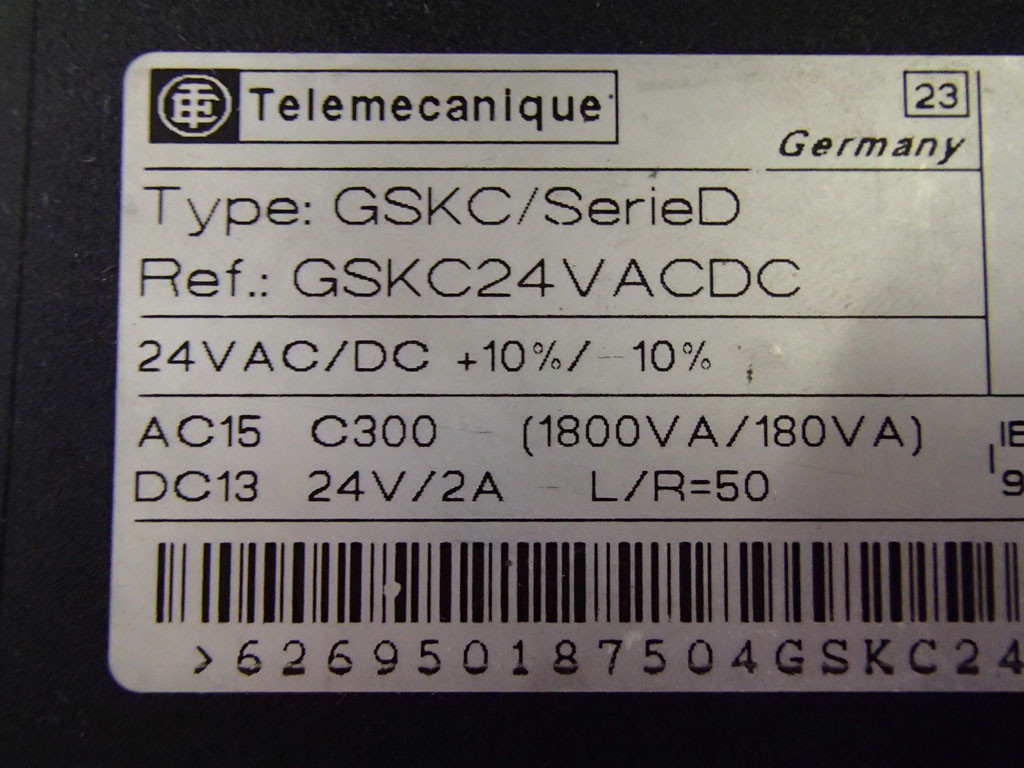 Telemecanique
23
Germany
Type: GSKC/SerieD
Ref.: GSKC24VACDC
24VAC/DC +10%/ -10%
AC15 C300 - (1800VA/180VA)
DC13 24V/2A - L/R=50
>626950187504GSKC24